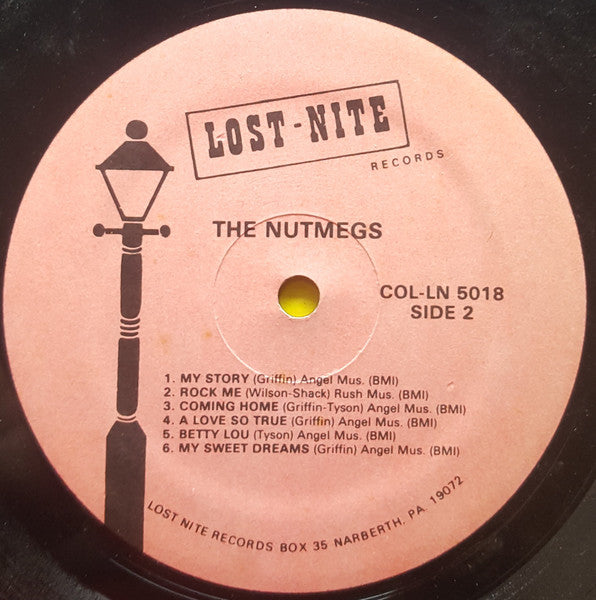 LOST-NITE
RECORDS
THE NUTMEGS
COL-LN 5018
SIDE 2
1. MY STORY (Griffin) Angel Mus. (BMI)
2. ROCK ME (Wilson-Shack) Rush Mus. (BMI)
3. COMING HOME (Griffin-Tyson) Angel Mus. (BMI)
4. A LOVE SO TRUE (Griffin) Angel Mus. (BMI)
5. BETTY LOU (Tyson) Angel Mus. (BMI)
6. MY SWEET DREAMS (Griffin) Angel Mus. (BMI)
LOST NITE RECORDS BOX 35 NARBERTH, PA. 19072